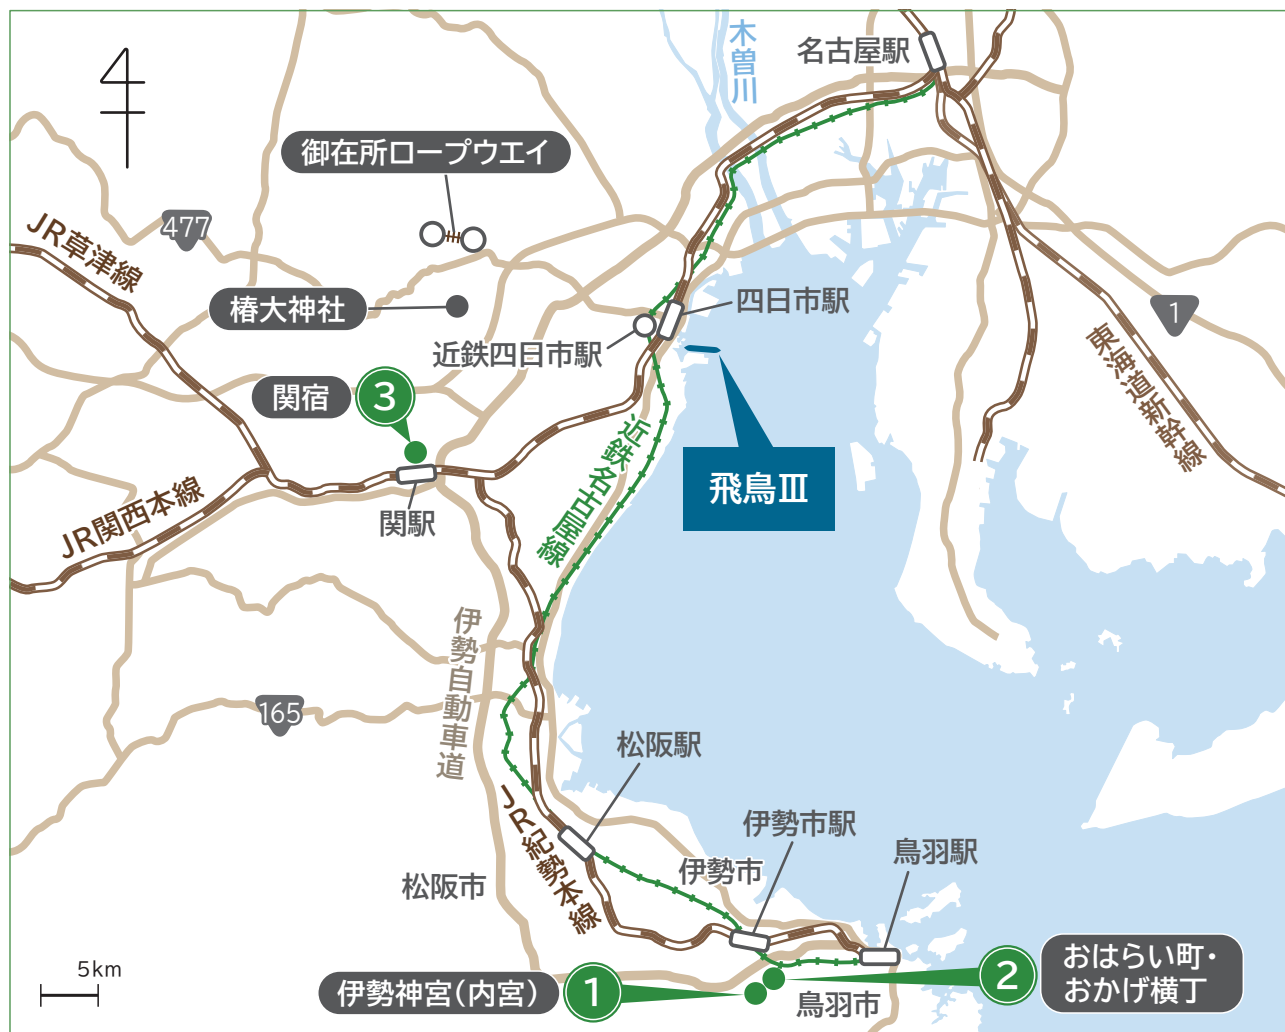 木曽川
名古屋駅
御在所ロープウエイ
477
JR草津線
椿大神社
四日市駅
1
近鉄四日市駅
東海道新幹線
関宿
3
近鉄名古屋線
飛鳥Ⅲ
JR関西本線
関駅
伊勢自動車道
165
松阪駅
JR紀勢本線
伊勢市駅
鳥羽駅
伊勢市
松阪市
5km
伊勢神宮(内宮)
1
鳥羽市
2
おはらい町・
おかげ横丁